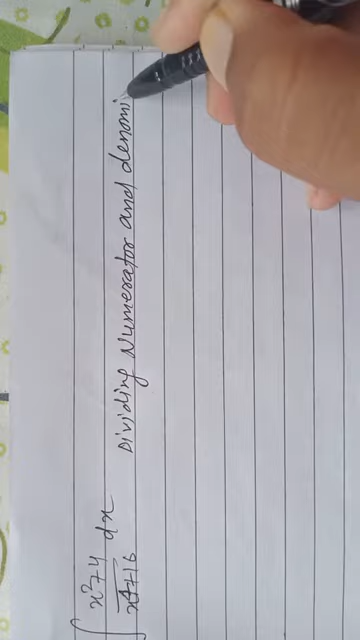 ∫ x²+4 / x⁴+16 dx
Dividing Numerator and denomi